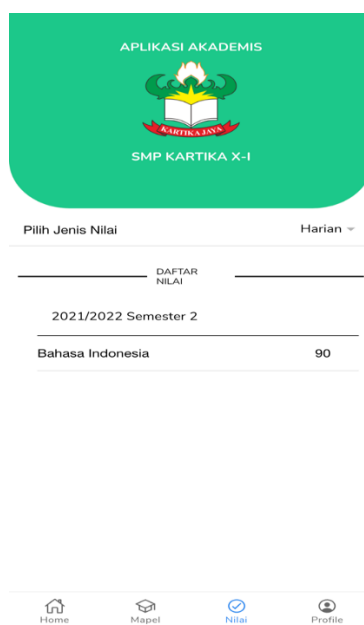 APLIKASI AKADEMIS
KARTIKA JAYA
SMP KARTIKA X-I
Pilih Jenis Nilai Harian
DAFTAR
NILAI
2021/2022 Semester 2
Bahasa Indonesia 90
Home Mapel Nilai Profile